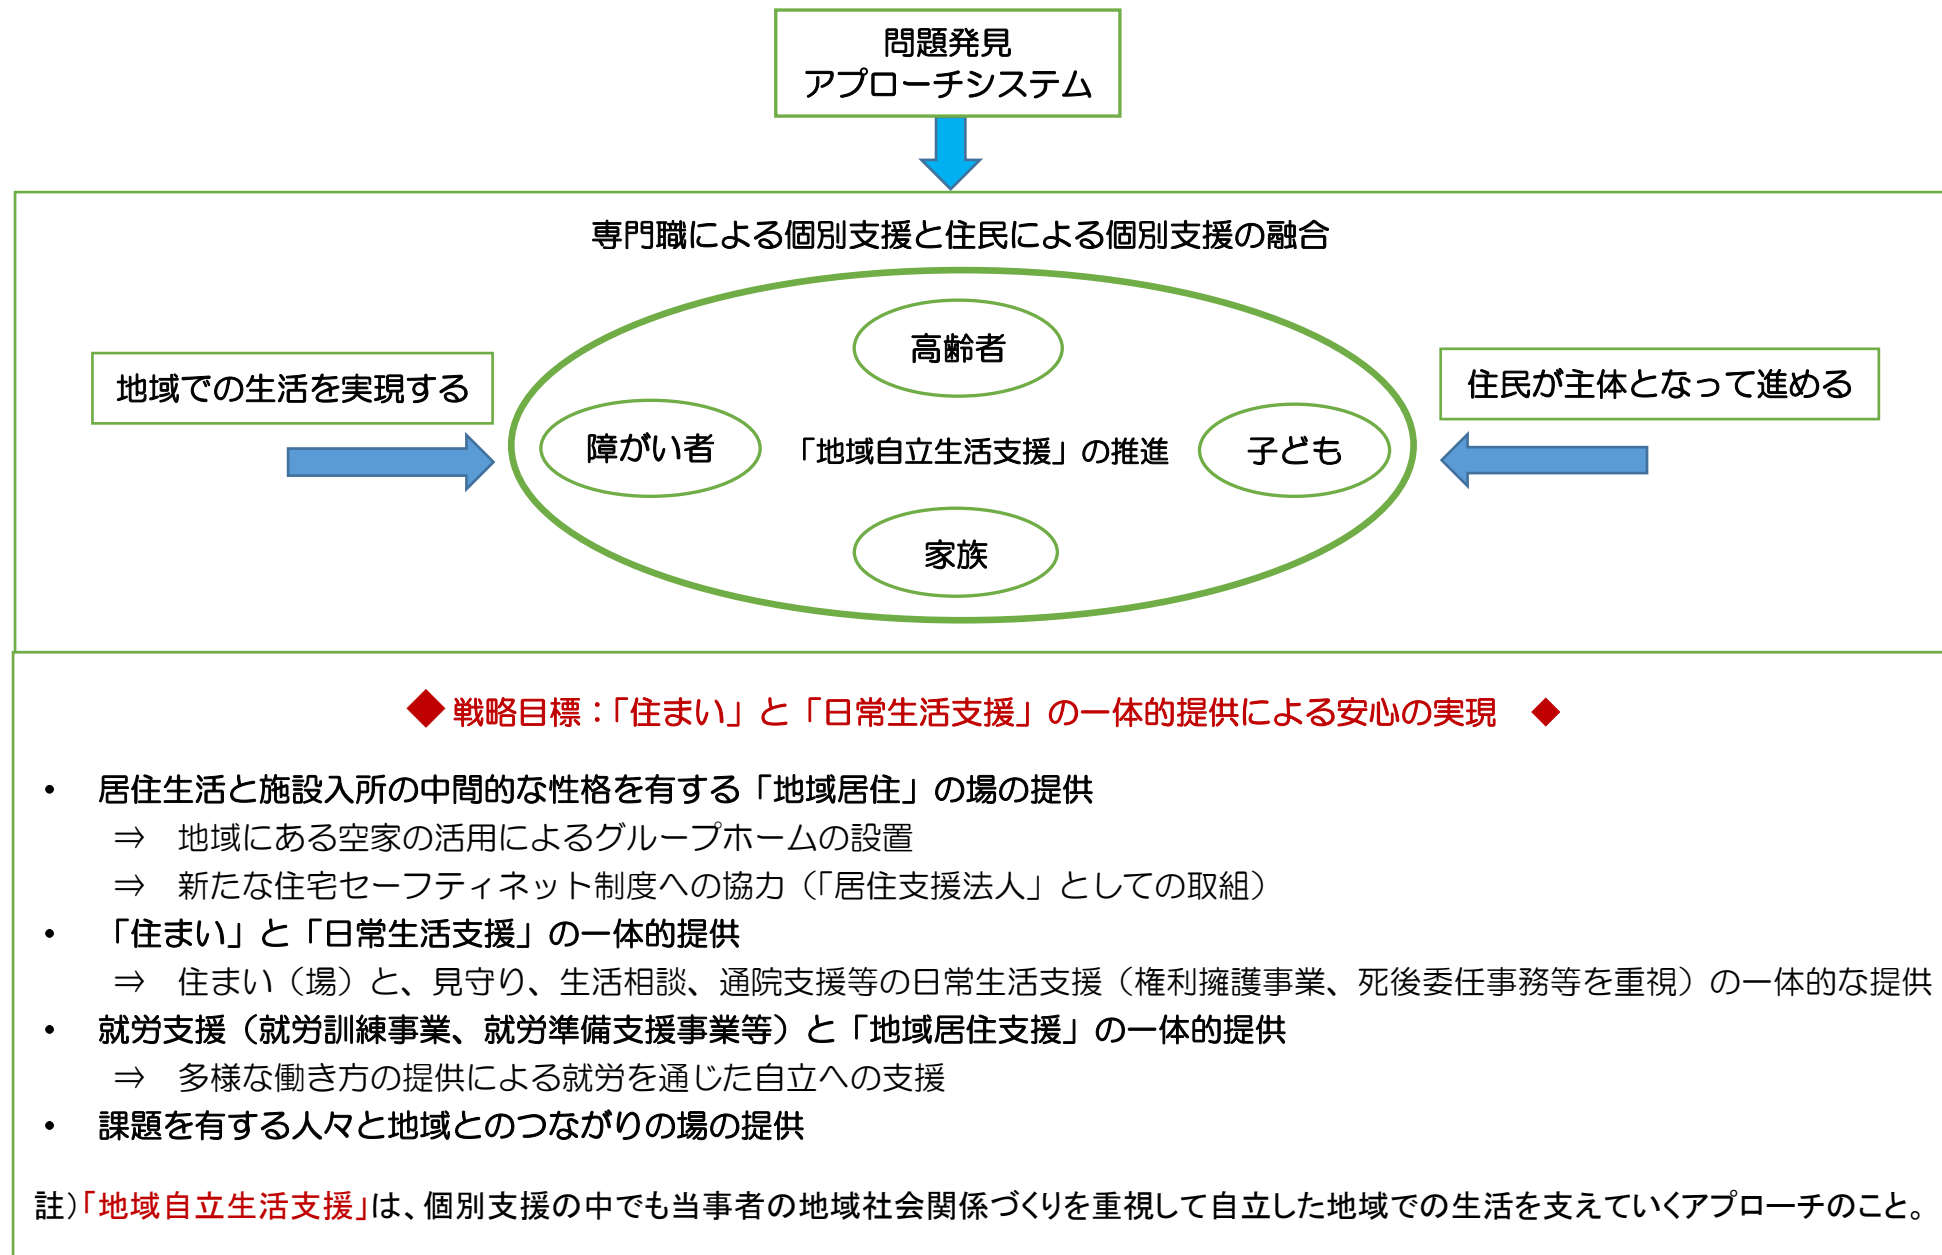 問題発見
アプローチシステム
専門職による個別支援と住民による個別支援の融合
高齢者
地域での生活を実現する
住民が主体となって進める
障がい者
「地域自立生活支援」の推進
子ども
家族
◆戦略目標:「住まい」と「日常生活支援」の一体的提供による安心の実現 ◆
• 居住生活と施設入所の中間的な性格を有する「地域居住」の場の提供
⇒ 地域にある空家の活用によるグループホームの設置
⇒ 新たな住宅セーフティネット制度への協力(「居住支援法人」としての取組)
• 「住まい」と「日常生活支援」の一体的提供
⇒ 住まい(場)と、見守り、生活相談、通院支援等の日常生活支援(権利擁護事業、死後委任事務等を重視)の一体的な提供
• 就労支援(就労訓練事業、就労準備支援事業等)と「地域居住支援」の一体的提供
⇒ 多様な働き方の提供による就労を通じた自立への支援
• 課題を有する人々と地域とのつながりの場の提供
註)「地域自立生活支援」は、個別支援の中でも当事者の地域社会関係づくりを重視して自立した地域での生活を支えていくアプローチのこと。